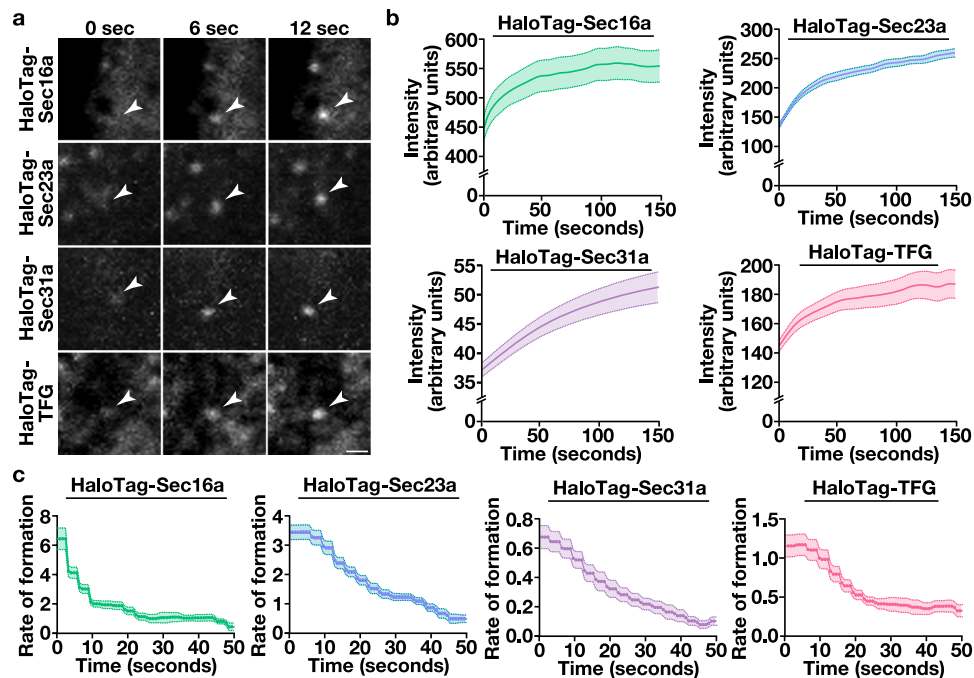 a
0 sec 6 sec 12 sec
HaloTag-
Sec16a
HaloTag-
Sec23a
HaloTag-
Sec31a
HaloTag-
TFG
b
HaloTag-Sec16a
Intensity
(arbitrary units)
600
550
500
450
400
0
0 50 100 150
Time (seconds)
HaloTag-Sec23a
Intensity
(arbitrary units)
300
250
200
150
100
0
0 50 100 150
Time (seconds)
HaloTag-Sec31a
Intensity
(arbitrary units)
55
50
45
40
35
0
0 50 100 150
Time (seconds)
HaloTag-TFG
Intensity
(arbitrary units)
200
180
160
140
120
0
0 50 100 150
Time (seconds)
c
HaloTag-Sec16a
Rate of formation
8
6
4
2
0
0 10 20 30 40 50
Time (seconds)
HaloTag-Sec23a
Rate of formation
4
3
2
1
0
0 10 20 30 40 50
Time (seconds)
HaloTag-Sec31a
Rate of formation
0.8
0.6
0.4
0.2
0.0
0 10 20 30 40 50
Time (seconds)
HaloTag-TFG
Rate of formation
1.5
1.0
0.5
0.0
0 10 20 30 40 50
Time (seconds)